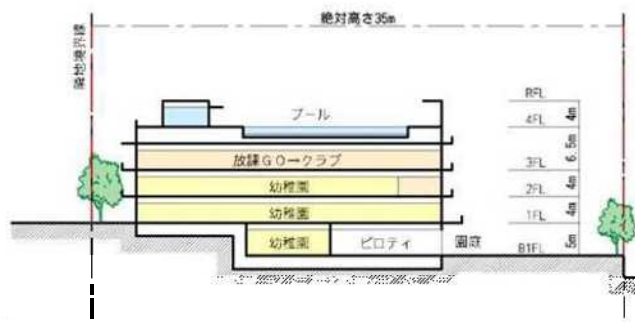 絶対高さ35m
隣地境界線
プール
放課GO→クラブ
幼稚園
幼稚園
幼稚園
ピロティ
園庭
RFL
4FL
3FL
2FL
1FL
B1FL
4m
6.5m
4m
4m
5m